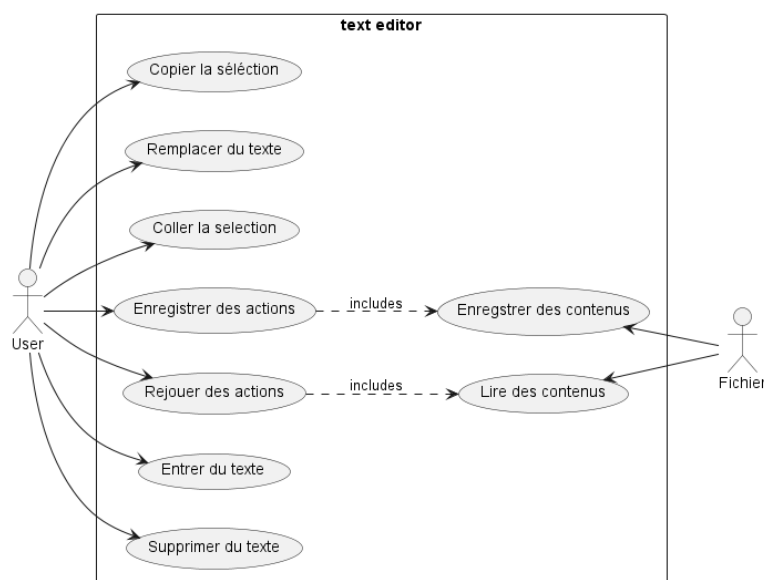 text editor
Copier la séléction
Remplacer du texte
Coller la selection
Enregistrer des actions
includes
Enregstrer des contenus
User
Rejouer des actions
includes
Lire des contenus
Fichier
Entrer du texte
Supprimer du texte